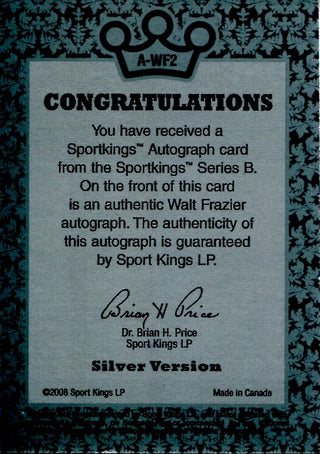 A-WF2
CONGRATULATIONS
You have received a
Sportkings™ Autograph card
from the Sportkings™ Series B.
On the front of this card
is an authentic Walt Frazier
autograph. The authenticity of
this autograph is guaranteed
by Sport Kings LP.
Brian H Price
Dr. Brian H. Price
Sport Kings LP
Silver Version
©2008 Sport Kings LP Made in Canada